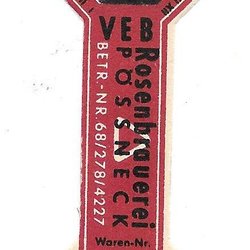 VEB
Rosenbrauerei
PÖSSNECK
BETR.-NR. 68/278/4227
Waren-Nr.